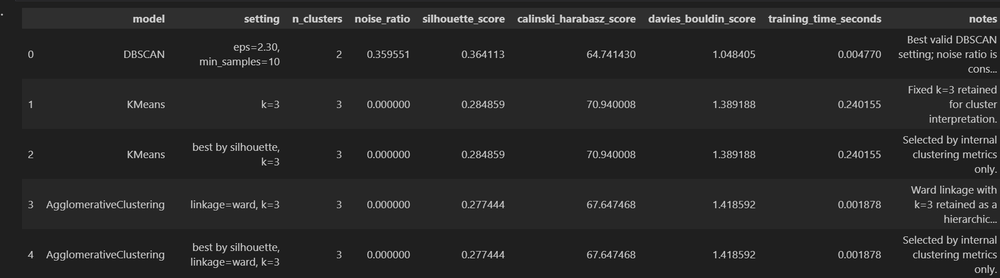 model setting n_clusters noise_ratio silhouette_score calinski_harabasz_score davies_bouldin_score training_time_seconds notes
0 DBSCAN eps=2.30, min_samples=10 2 0.359551 0.364113 64.741430 1.048405 0.004770 Best valid DBSCAN setting; noise ratio is cons...
1 KMeans k=3 3 0.000000 0.284859 70.940008 1.389188 0.240155 Fixed k=3 retained for cluster interpretation.
2 KMeans best by silhouette, k=3 3 0.000000 0.284859 70.940008 1.389188 0.240155 Selected by internal clustering metrics only.
3 AgglomerativeClustering linkage=ward, k=3 3 0.000000 0.277444 67.647468 1.418592 0.001878 Ward linkage with k=3 retained as a hierarchic...
4 AgglomerativeClustering best by silhouette, linkage=ward, k=3 3 0.000000 0.277444 67.647468 1.418592 0.001878 Selected by internal clustering metrics only.